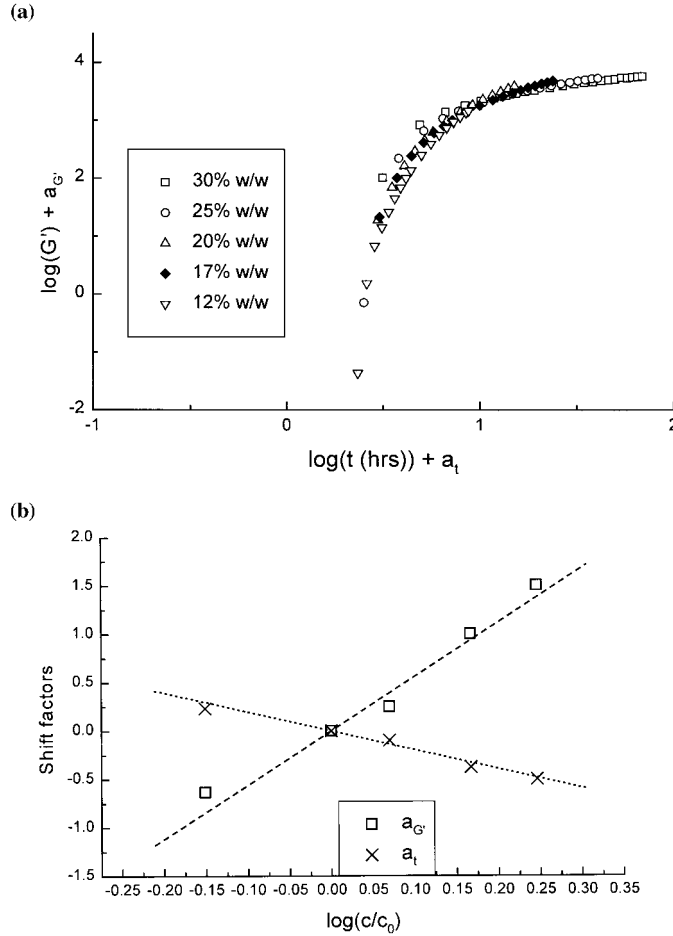 (a)
4
2
0
-2
-1
0
1
2
log(G') + a_G'
30% w/w
25% w/w
20% w/w
17% w/w
12% w/w
log(t (hrs)) + a_t
(b)
2.0
1.5
1.0
0.5
0.0
-0.5
-1.0
-1.5
Shift factors
a_G'
a_t
-0.25 -0.20 -0.15 -0.10 -0.05 0.00 0.05 0.10 0.15 0.20 0.25 0.30 0.35
log(c/c_0)